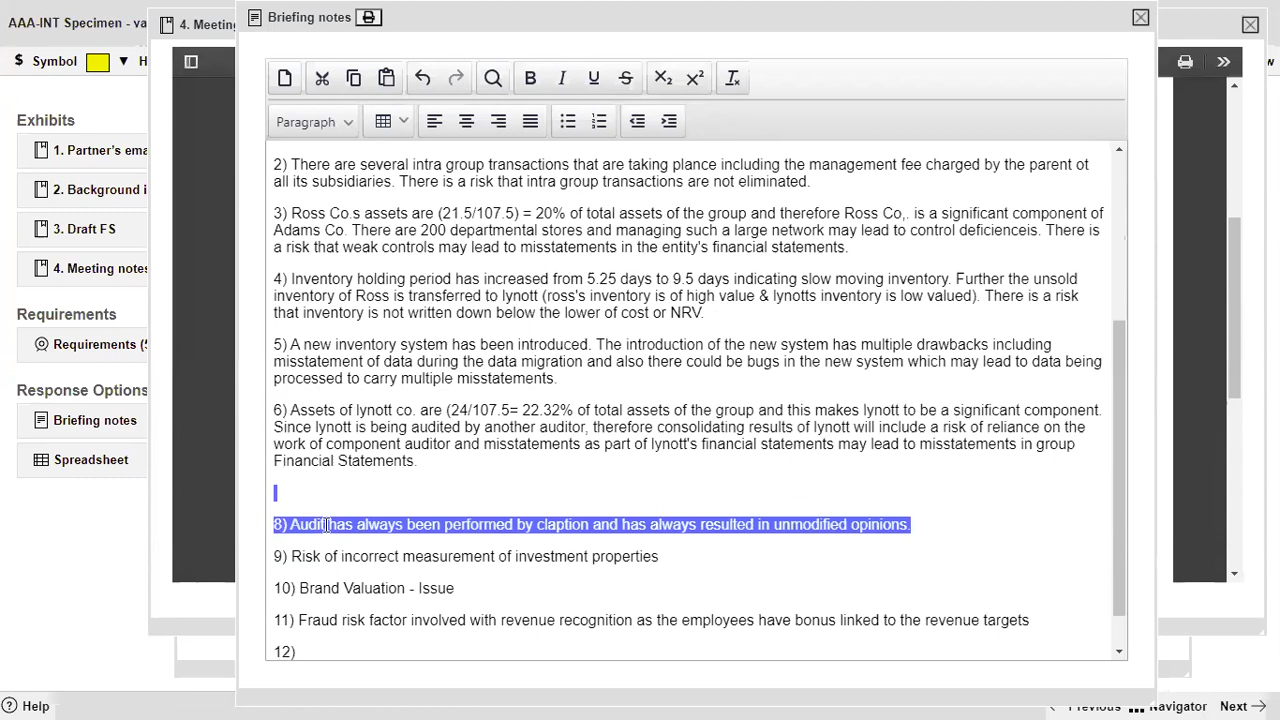 AAA-INT Specimen - va
4. Meeting
Briefing notes
$ Symbol
H
Paragraph
B I U S X₂ X² Tx
Exhibits
1. Partner's ema
2. Background i
3. Draft FS
4. Meeting notes
Requirements
Requirements (5
Response Options
Briefing notes
Spreadsheet
2) There are several intra group transactions that are taking plance including the management fee charged by the parent ot
all its subsidiaries. There is a risk that intra group transactions are not eliminated.
3) Ross Co.s assets are (21.5/107.5) = 20% of total assets of the group and therefore Ross Co,. is a significant component of
Adams Co. There are 200 departmental stores and managing such a large network may lead to control deficienceis. There is
a risk that weak controls may lead to misstatements in the entity's financial statements.
4) Inventory holding period has increased from 5.25 days to 9.5 days indicating slow moving inventory. Further the unsold
inventory of Ross is transferred to lynott (ross's inventory is of high value & lynotts inventory is low valued). There is a risk
that inventory is not written down below the lower of cost or NRV.
5) A new inventory system has been introduced. The introduction of the new system has multiple drawbacks including
misstatement of data during the data migration and also there could be bugs in the new system which may lead to data being
processed to carry multiple misstatements.
6) Assets of lynott co. are (24/107.5= 22.32% of total assets of the group and this makes lynott to be a significant component.
Since lynott is being audited by another auditor, therefore consolidating results of lynott will include a risk of reliance on the
work of component auditor and misstatements as part of lynott's financial statements may lead to misstatements in group
Financial Statements.
8) Audit has always been performed by claption and has always resulted in unmodified opinions.
9) Risk of incorrect measurement of investment properties
10) Brand Valuation - Issue
11) Fraud risk factor involved with revenue recognition as the employees have bonus linked to the revenue targets
12)
Help
Previous
Navigator
Next